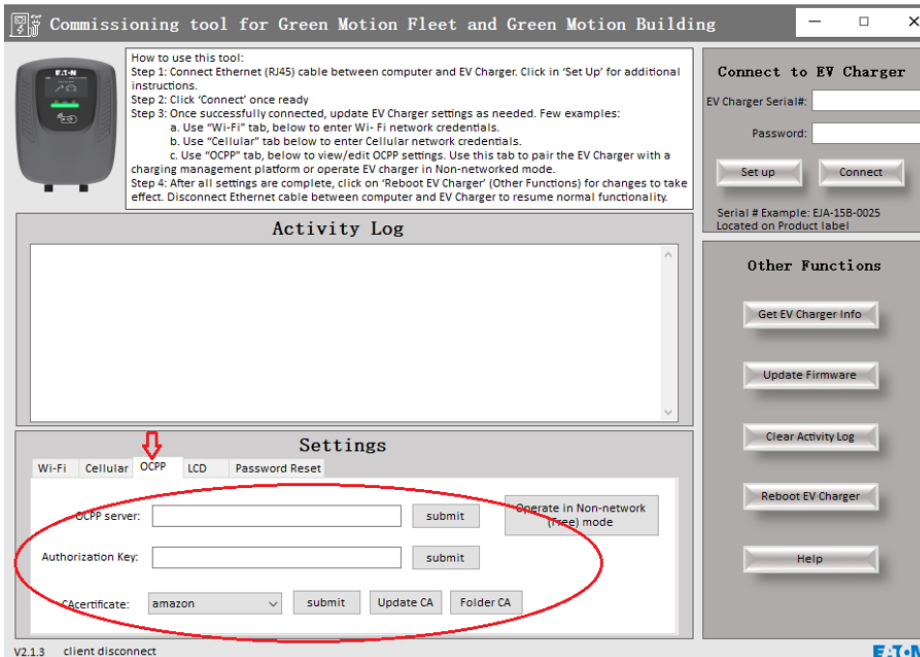 Commissioning tool for Green Motion Fleet and Green Motion Building
How to use this tool:
Step 1: Connect Ethernet (RJ45) cable between computer and EV Charger. Click in 'Set Up' for additional
instructions.
Step 2: Click 'Connect' once ready
Step 3: Once successfully connected, update EV Charger settings as needed. Few examples:
a. Use "Wi-Fi" tab, below to enter Wi- Fi network credentials.
b. Use "Cellular" tab below to enter Cellular network credentials.
c. Use "OCPP" tab, below to view/edit OCPP settings. Use this tab to pair the EV Charger with a
charging management platform or operate EV charger in Non-networked mode.
Step 4: After all settings are complete, click on 'Reboot EV Charger' (Other Functions) for changes to take
effect. Disconnect Ethernet cable between computer and EV Charger to resume normal functionality.
E·T·N
Connect to EV Charger
EV Charger Serial#:
Password:
Set up
Connect
Serial # Example: EJA-15B-0025
Located on Product label
Activity Log
Other Functions
Get EV Charger Info
Update Firmware
Clear Activity Log
Reboot EV Charger
Help
Settings
Wi-Fi
Cellular
OCPP
LCD
Password Reset
OCPP server:
submit
Operate in Non-network
(Free) mode
Authorization Key:
submit
CAcertificate:
amazon
submit
Update CA
Folder CA
V2.1.3
client disconnect
E·T·N